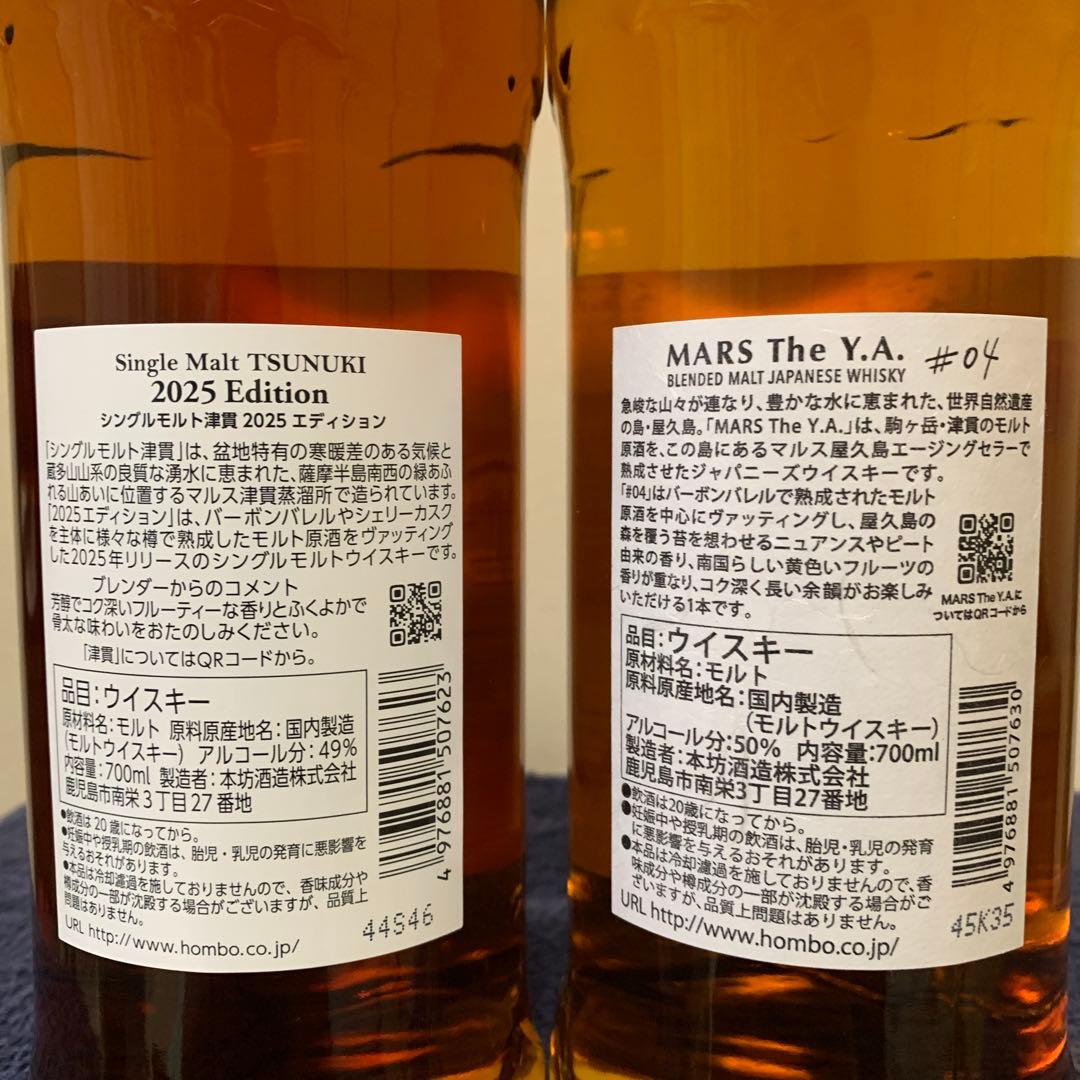 Single Malt TSUNUKI
2025 Edition
シングルモルト津貫 2025 エディション
「シングルモルト津貫」は、盆地特有の寒暖差のある気候と
蔵多山山系の良質な湧水に恵まれた、薩摩半島南西の緑あふ
れる山あいに位置するマルス津貫蒸溜所で造られています。
「2025エディション」は、バーボンバレルやシェリーカスク
を主体に様々な樽で熟成したモルト原酒をヴァッティング
した2025年リリースのシングルモルトウイスキーです。
ブレンダーからのコメント
芳醇でコク深いフルーティーな香りとふくよかで
骨太な味わいをおたのしみください。
「津貫」についてはQRコードから。
品目：ウイスキー
原材料名：モルト 原料原産地名：国内製造
（モルトウイスキー） アルコール分：49%
内容量：700ml 製造者：本坊酒造株式会社
鹿児島市南栄3丁目27番地
●飲酒は20歳になってから。
●妊娠中や授乳期の飲酒は、胎児・乳児の発育に悪影響を
与えるおそれがあります。
●本品は冷却濾過を施しておりませんので、香味成分や
樽成分の一部が沈殿する場合がございますが、品質上
問題はありません。
URL http://www.hombo.co.jp/
44S46
4 976881 507623
MARS The Y.A. #04
BLENDED MALT JAPANESE WHISKY
急峻な山々が連なり、豊かな水に恵まれた、世界自然遺産
の島・屋久島。「MARS The Y.A.」は、駒ヶ岳・津貫のモルト
原酒を、この島にあるマルス屋久島エージングセラーで
熟成させたジャパニーズウイスキーです。
「#04」はバーボンバレルで熟成されたモルト
原酒を中心にヴァッティングし、屋久島の
森を覆う苔を想わせるニュアンスやピート
由来の香り、南国らしい黄色いフルーツの
香りが重なり、コク深く長い余韻がお楽しみ
いただける1本です。
MARS The Y.A.に
ついてはQRコードから
品目：ウイスキー
原材料名：モルト
原料原産地名：国内製造
（モルトウイスキー）
アルコール分：50% 内容量：700ml
製造者：本坊酒造株式会社
鹿児島市南栄3丁目27番地
●飲酒は20歳になってから。
●妊娠中や授乳期の飲酒は、胎児・乳児の発育
に悪影響を与えるおそれがあります。
●本品は冷却濾過を施しておりませんので、香
味成分や樽成分の一部が沈殿する場合がご
ざいますが、品質上問題はありません。
URL http://www.hombo.co.jp/
45K35
4 976881 507630